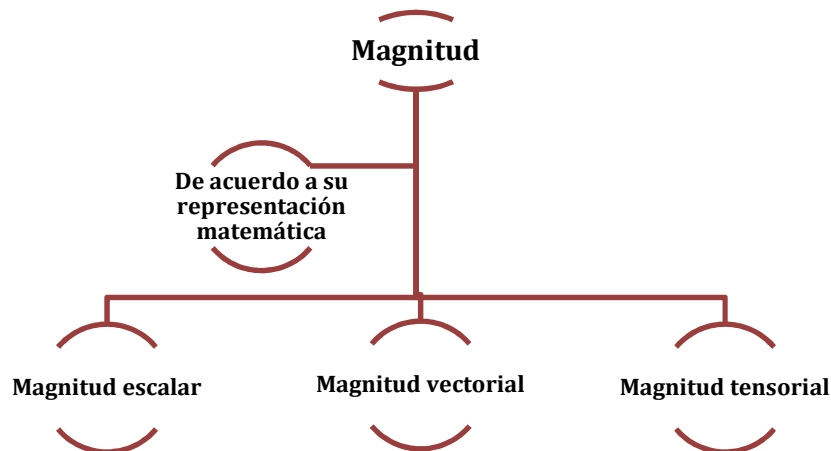 Magnitud
De acuerdo a su
representación
matemática
Magnitud escalar
Magnitud vectorial
Magnitud tensorial